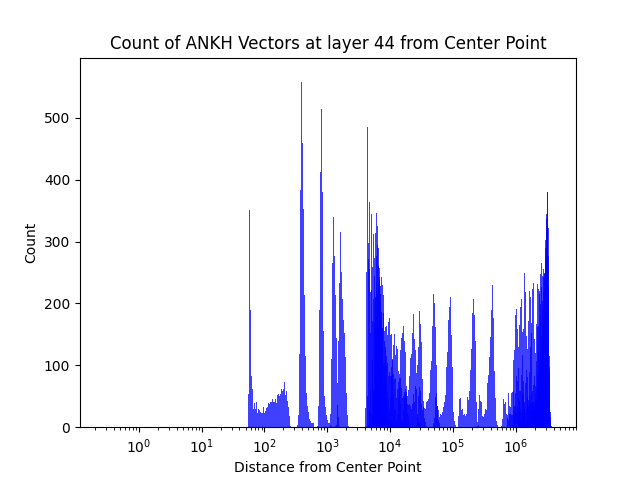 Count of ANKH Vectors at layer 44 from Center Point
Count
500
400
300
200
100
0
10^0 10^1 10^2 10^3 10^4 10^5 10^6
Distance from Center Point